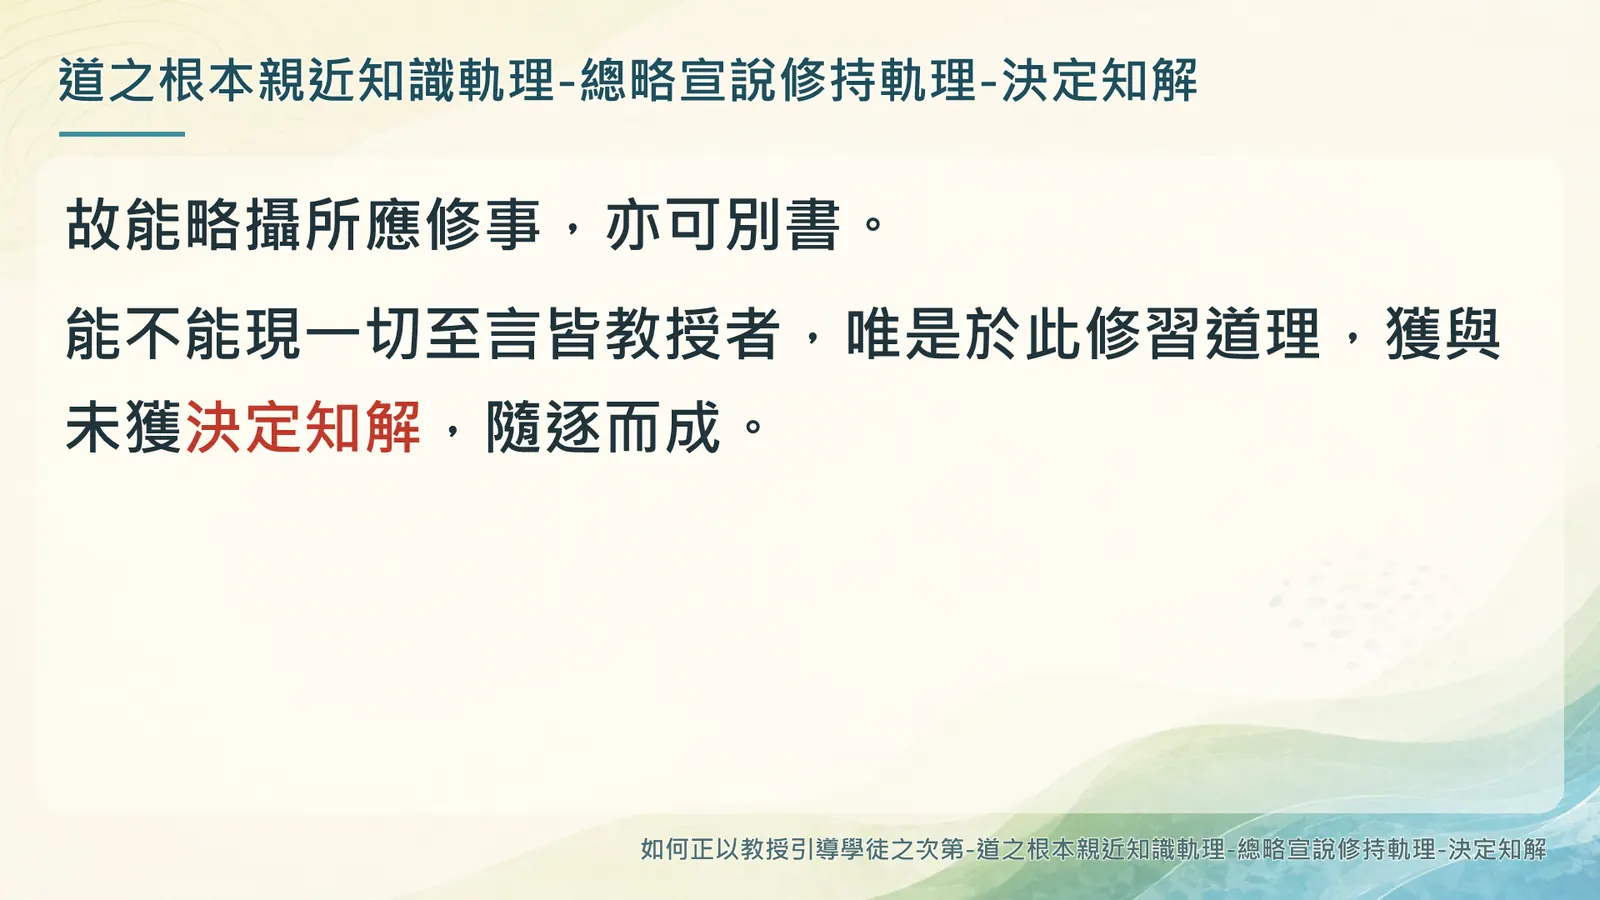 道之根本親近知識軌理-總略宣說修持軌理-決定知解
故能略攝所應修事，亦可別書。
能不能現一切至言皆教授者，唯是於此修習道理，獲與
未獲決定知解，隨逐而成。
如何正以教授引導學徒之次第-道之根本親近知識軌理-總略宣說修持軌理-決定知解